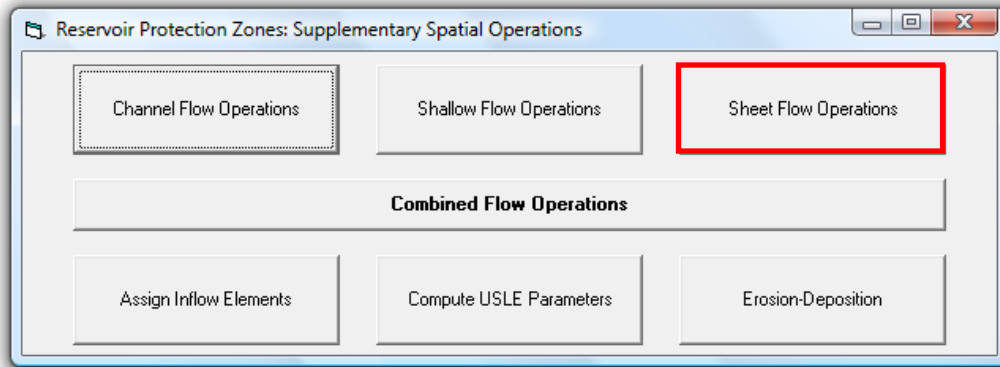 Reservoir Protection Zones: Supplementary Spatial Operations
Channel Flow Operations
Shallow Flow Operations
Sheet Flow Operations
Combined Flow Operations
Assign Inflow Elements
Compute USLE Parameters
Erosion-Deposition